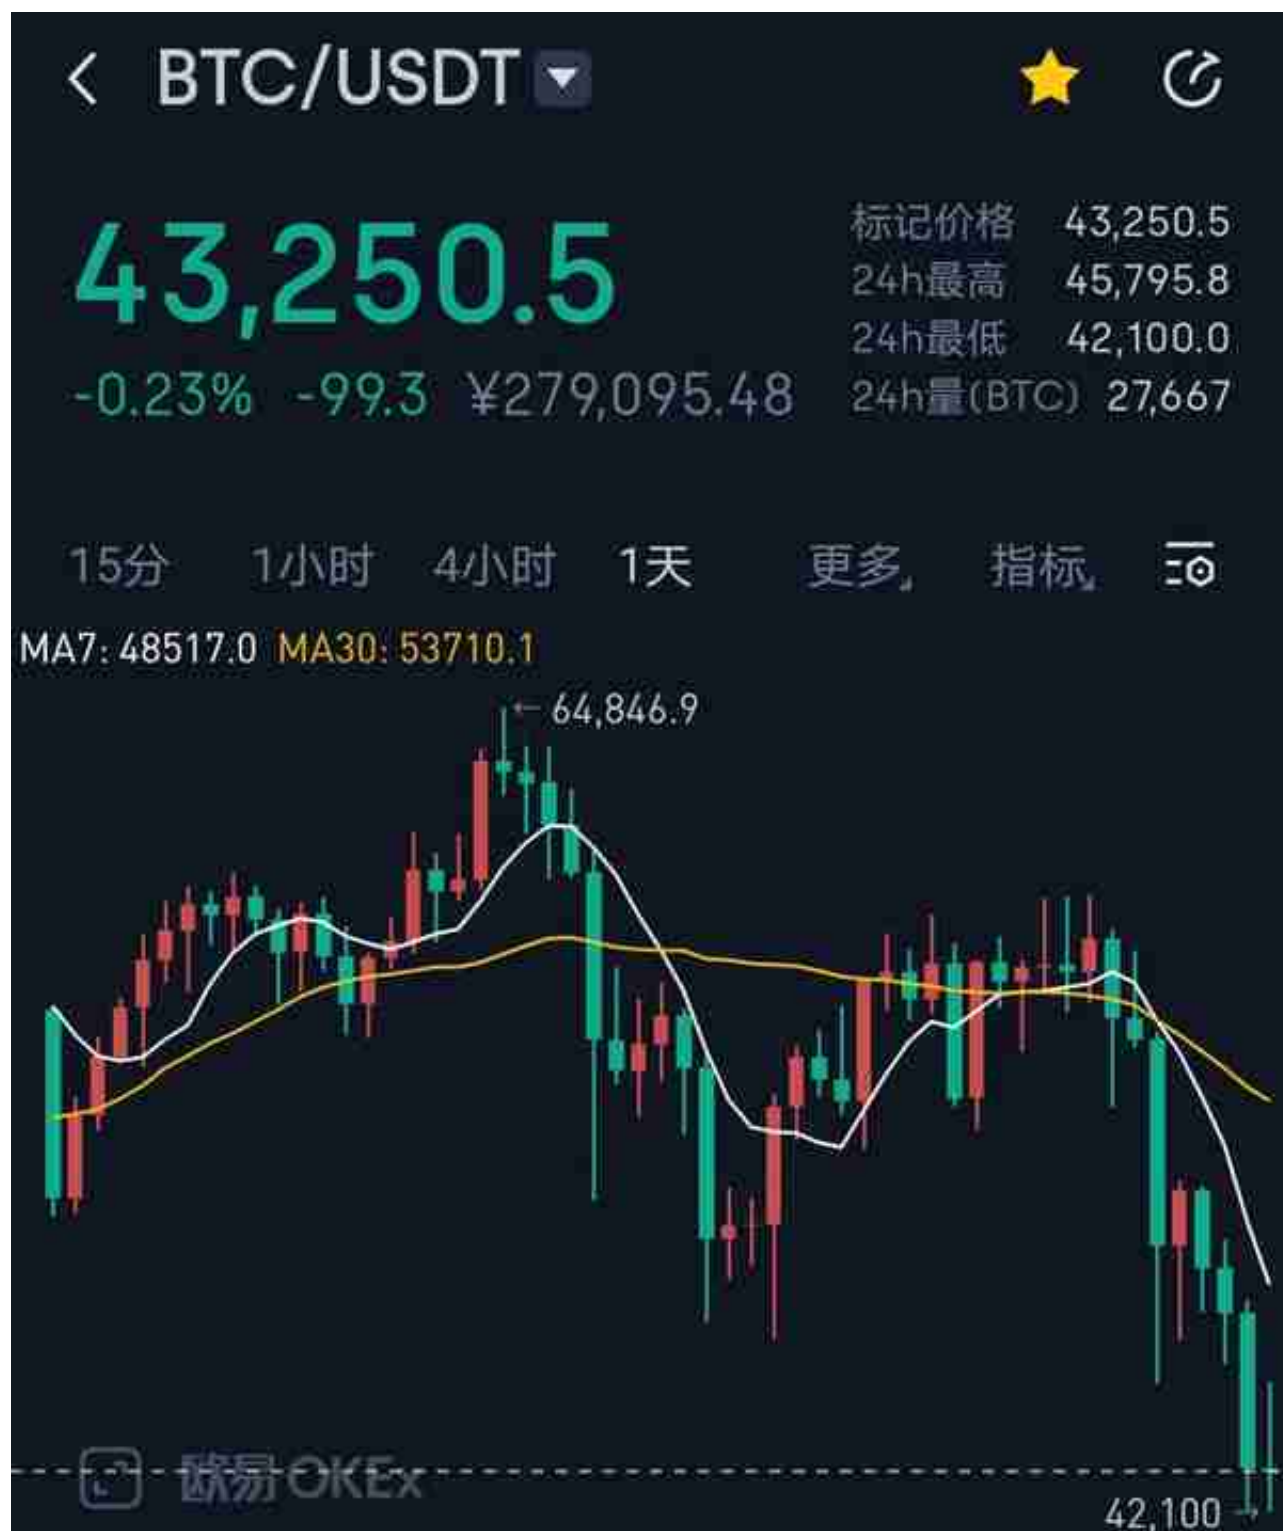 BTC/USDT
43,250.5
-0.23% -99.3 ¥279,095.48
标记价格 43,250.5
24h最高 45,795.8
24h最低 42,100.0
24h量(BTC) 27,667
15分 1小时 4小时 1天 更多 指标
MA7: 48517.0 MA30: 53710.1
←64,846.9
欧易 OKEx
42,100→